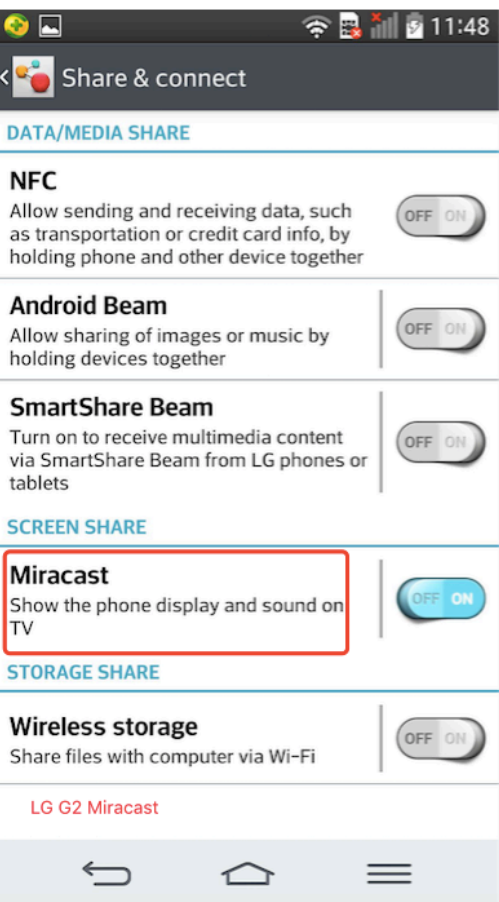 11:48
Share & connect
DATA/MEDIA SHARE
NFC
Allow sending and receiving data, such
as transportation or credit card info, by
holding phone and other device together
OFF ON
Android Beam
Allow sharing of images or music by
holding devices together
OFF ON
SmartShare Beam
Turn on to receive multimedia content
via SmartShare Beam from LG phones or
tablets
OFF ON
SCREEN SHARE
Miracast
Show the phone display and sound on
TV
OFF ON
STORAGE SHARE
Wireless storage
Share files with computer via Wi-Fi
OFF ON
LG G2 Miracast